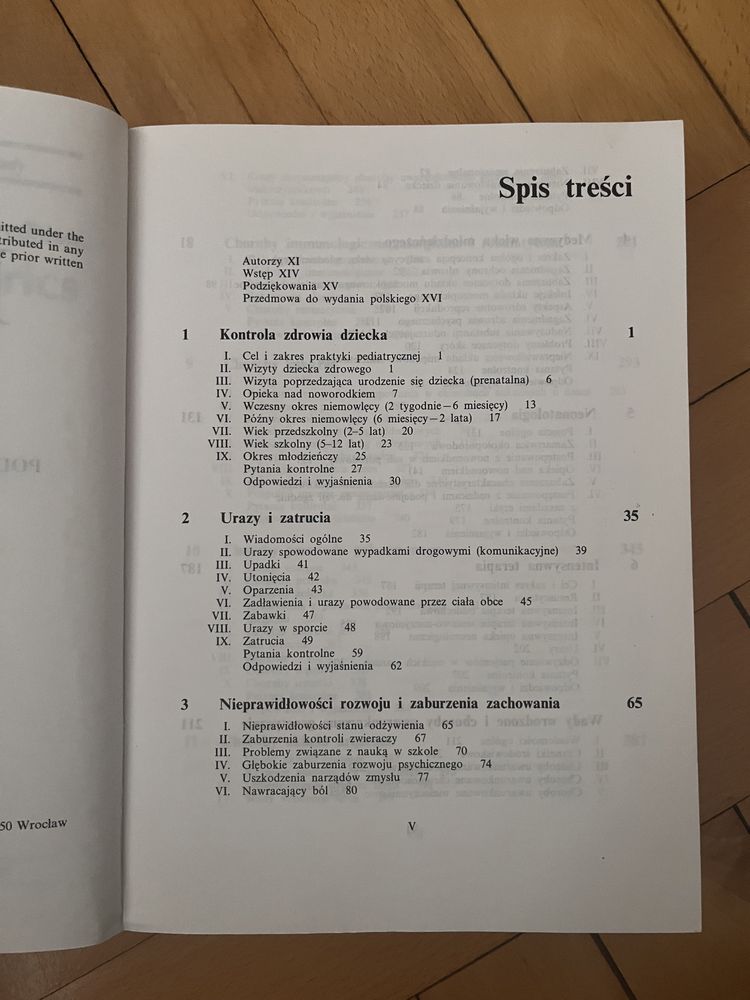 itted under the
tributed in any
e prior written
50 Wrocław
Spis treści
Autorzy XI
Wstęp XIV
Podziękowania XV
Przedmowa do wydania polskiego XVI
1 Kontrola zdrowia dziecka 1
I. Cel i zakres praktyki pediatrycznej 1
II. Wizyty dziecka zdrowego 1
III. Wizyta poprzedzająca urodzenie się dziecka (prenatalna) 6
IV. Opieka nad noworodkiem 7
V. Wczesny okres niemowlęcy (2 tygodnie—6 miesięcy) 13
VI. Późny okres niemowlęcy (6 miesięcy—2 lata) 17
VII. Wiek przedszkolny (2–5 lat) 20
VIII. Wiek szkolny (5–12 lat) 23
IX. Okres młodzieńczy 25
Pytania kontrolne 27
Odpowiedzi i wyjaśnienia 30
2 Urazy i zatrucia 35
I. Wiadomości ogólne 35
II. Urazy spowodowane wypadkami drogowymi (komunikacyjne) 39
III. Upadki 41
IV. Utonięcia 42
V. Oparzenia 43
VI. Zadławienia i urazy powodowane przez ciała obce 45
VII. Zabawki 47
VIII. Urazy w sporcie 48
IX. Zatrucia 49
Pytania kontrolne 59
Odpowiedzi i wyjaśnienia 62
3 Nieprawidłowości rozwoju i zaburzenia zachowania 65
I. Nieprawidłowości stanu odżywienia 65
II. Zaburzenia kontroli zwieraczy 67
III. Problemy związane z nauką w szkole 70
IV. Głębokie zaburzenia rozwoju psychicznego 74
V. Uszkodzenia narządów zmysłu 77
VI. Nawracający ból 80
V